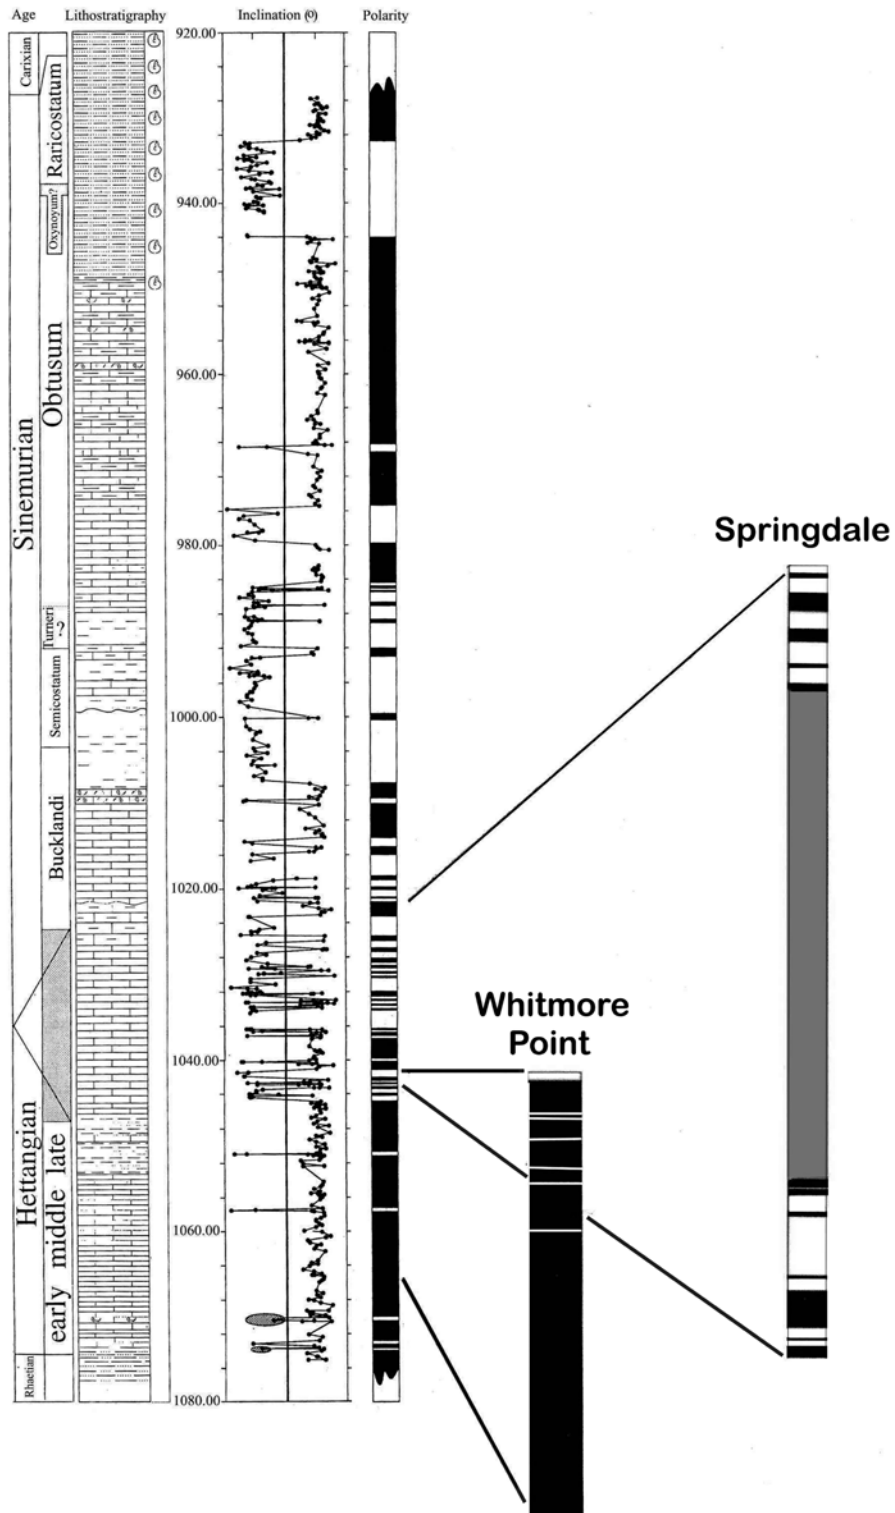 Age Lithostratigraphy Inclination (o) Polarity
Carixian
Raricostatum
Oxynoyum?
Obtusum
Sinemurian
Turneri
-?
Semicostatum
Bucklandi
Hettangian
late
middle
early
Rhaetian
920.00
940.00
960.00
980.00
1000.00
1020.00
1040.00
1060.00
1080.00
Springdale
Whitmore
Point